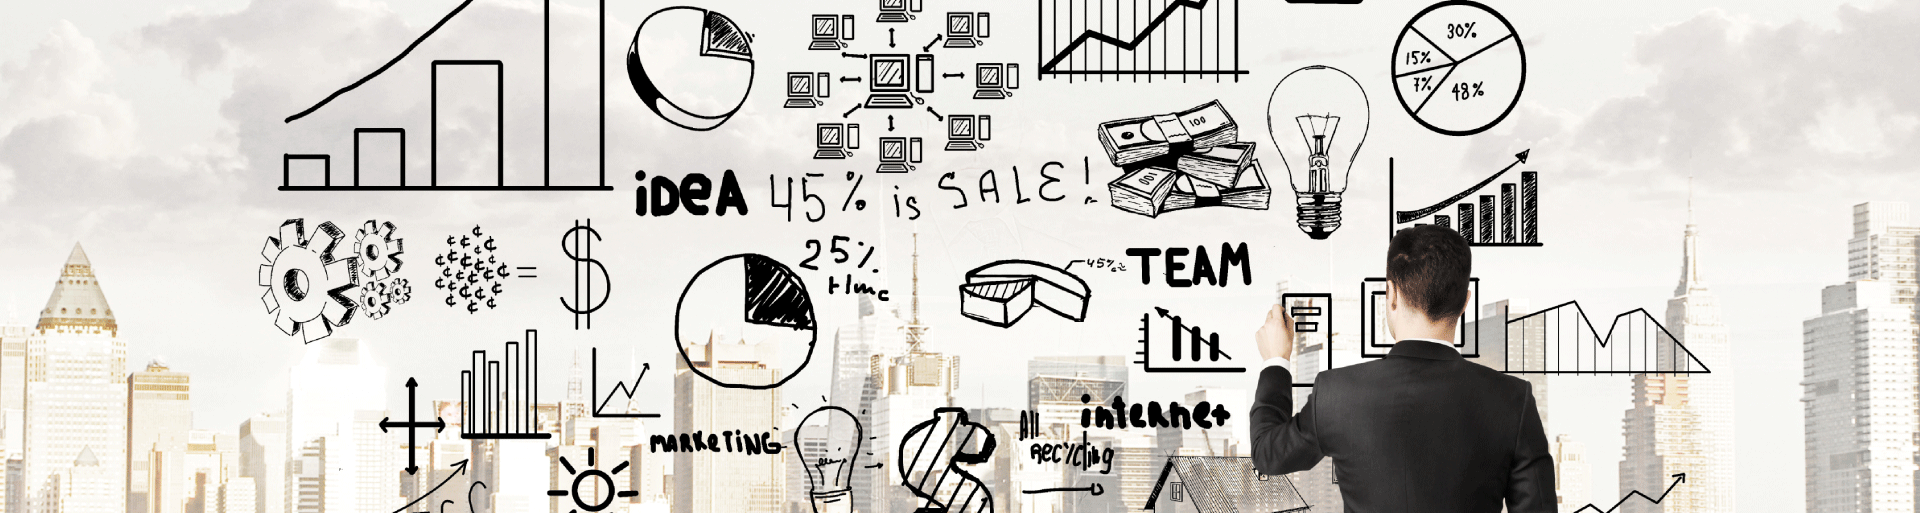 30%
15%
7%
48%
100
iDeA 45% is SALE!
25%
time
45%
TEAM
=
$
internet
MARKETING
All
Recycling